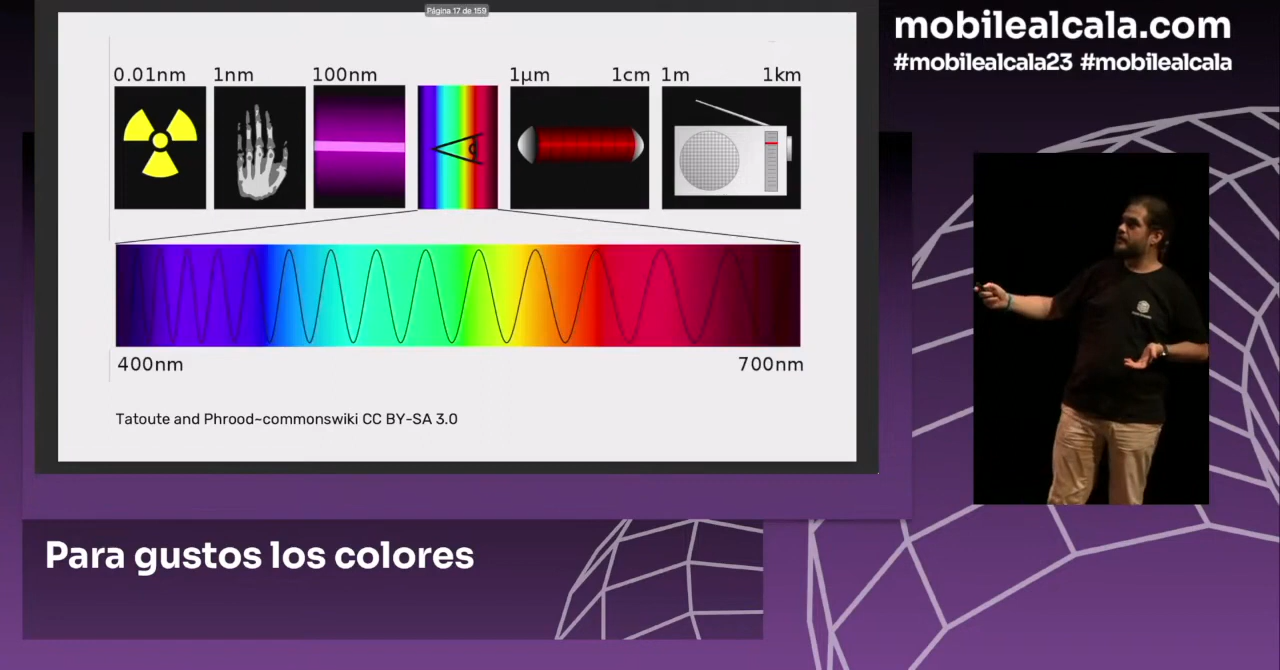 Página 17 de 159
mobilealcala.com
#mobilealcala23 #mobilealcala
0.01nm 1nm 100nm 1µm 1cm 1m 1km
400nm 700nm
Tatoute and Phrood~commonswiki CC BY-SA 3.0
Para gustos los colores